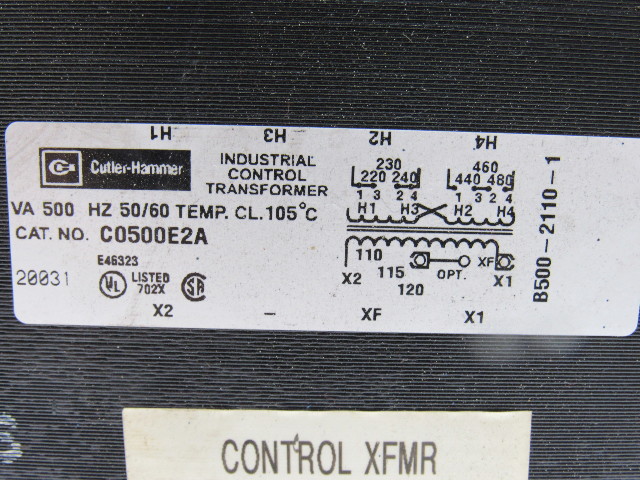 H1 H3 H2 H4
Cutler-Hammer
INDUSTRIAL
CONTROL
TRANSFORMER
VA 500 HZ 50/60 TEMP. CL.105°C
CAT. NO. C0500E2A
20031
E46323
UL LISTED
702X
SA
230
220 240
1 3 2 4
H1 H3
460
440 480
1 3 2 4
H2 H4
110
115
120
X2
OPT.
XF
X1
B500-2110-1
X2 - XF X1
CONTROL XFMR